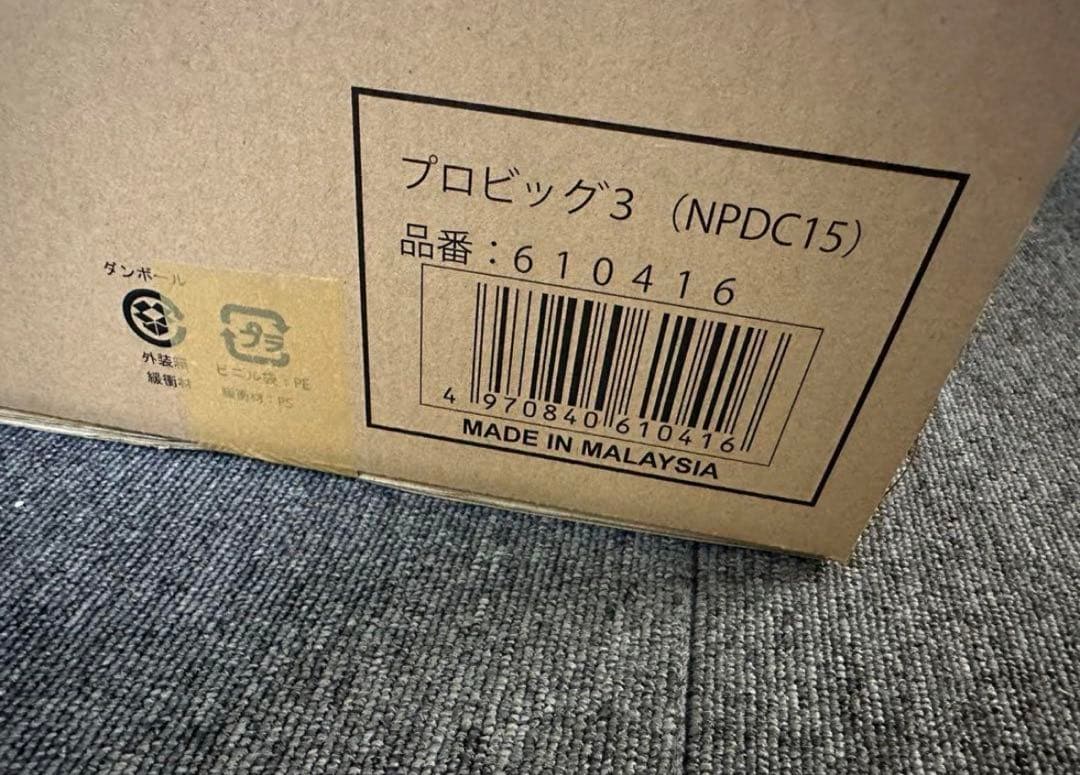 プロビッグ3 (NPDC15)
品番:610416
4 970840 610416
MADE IN MALAYSIA
ダンボール
外装箱
緩衝材
プラ
ビニル袋:PE
緩衝材:PS